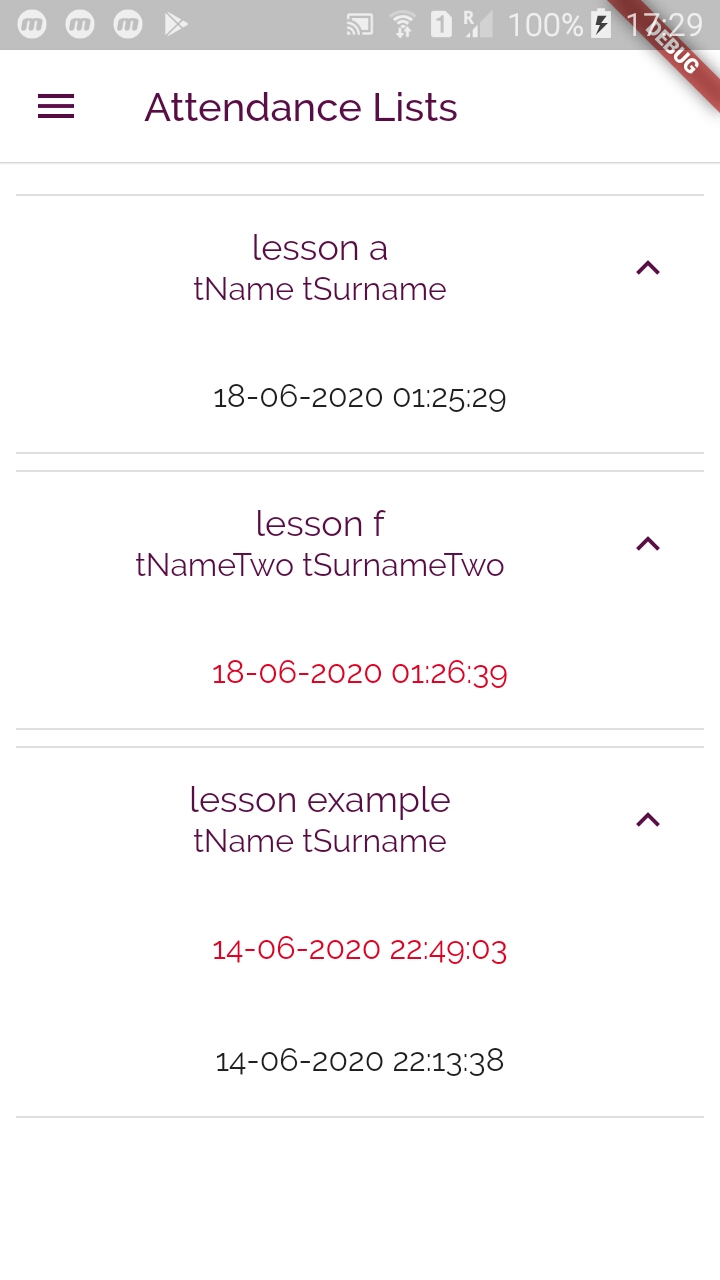 m m m 1 R 100% 17:29
DEBUG
Attendance Lists
lesson a
tName tSurname
18-06-2020 01:25:29
lesson f
tNameTwo tSurnameTwo
18-06-2020 01:26:39
lesson example
tName tSurname
14-06-2020 22:49:03
14-06-2020 22:13:38